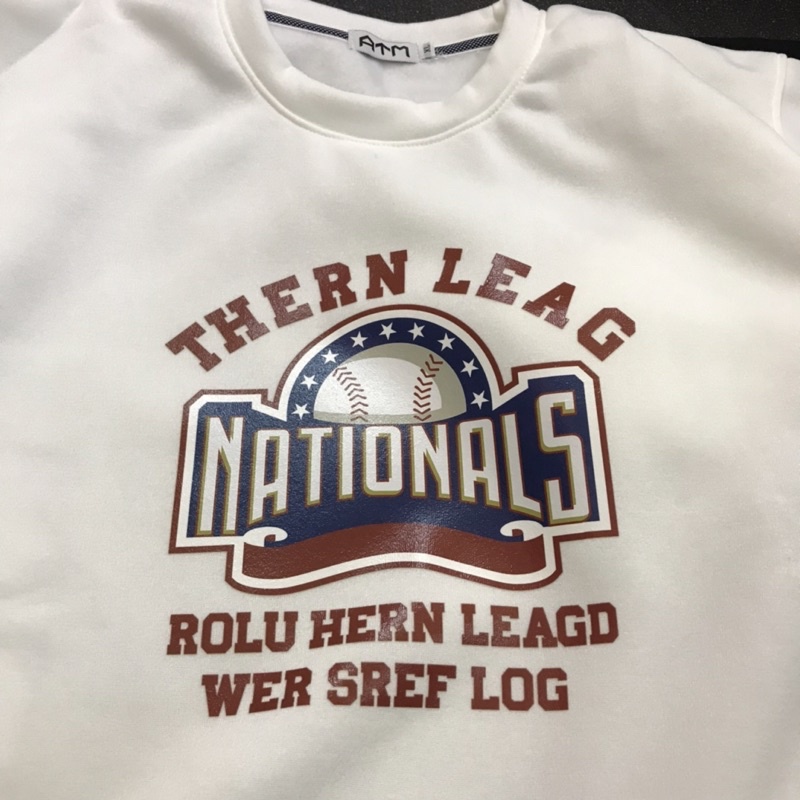 ATM
THERN LEAG
NATIONALS
ROLU HERN LEAGD
WER SREF LOG